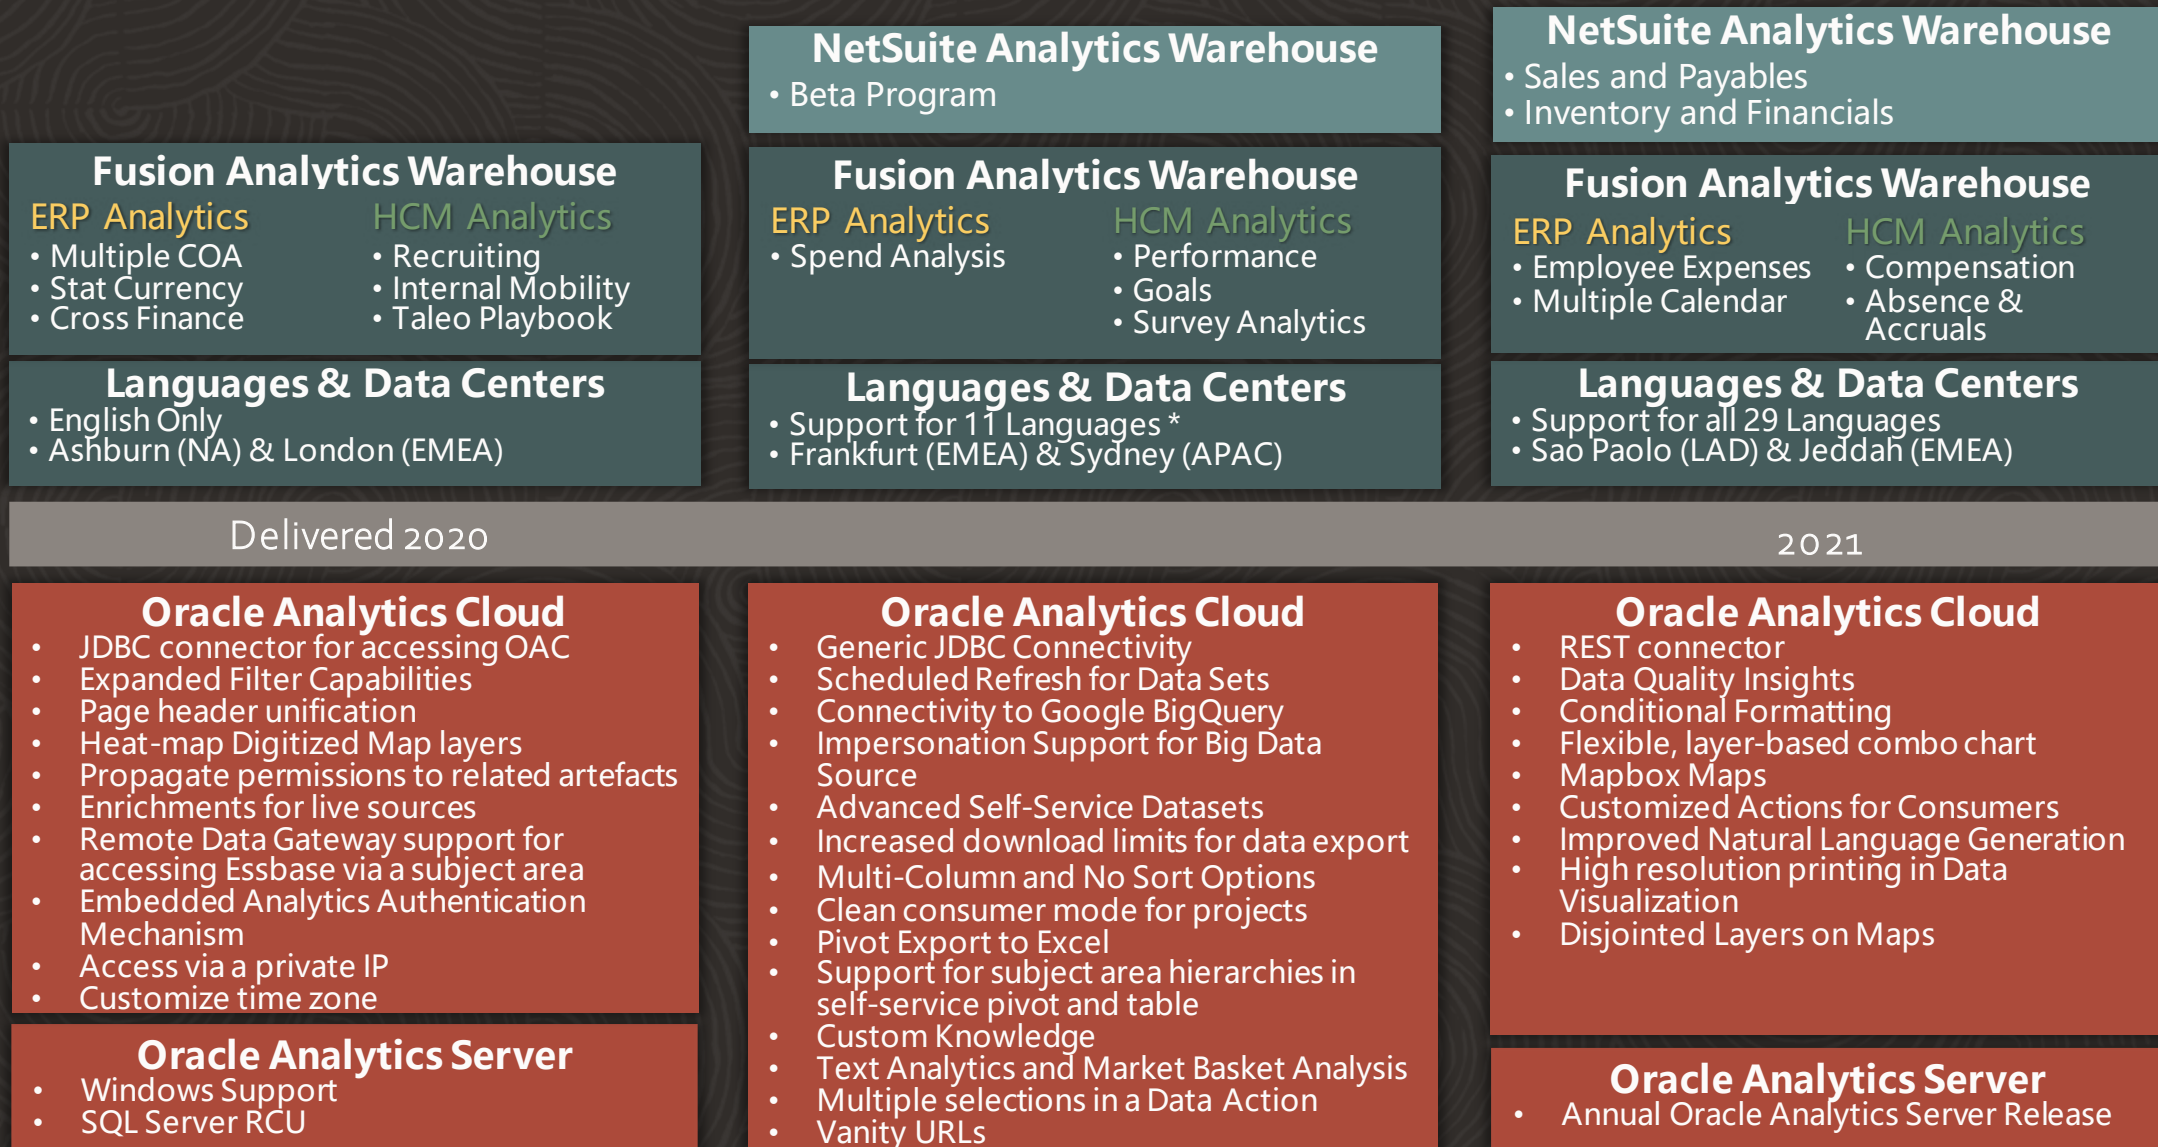 NetSuite Analytics Warehouse
• Beta Program
NetSuite Analytics Warehouse
• Sales and Payables
• Inventory and Financials
Fusion Analytics Warehouse
ERP Analytics
• Multiple COA
• Stat Currency
• Cross Finance
HCM Analytics
• Recruiting
• Internal Mobility
• Taleo Playbook
Fusion Analytics Warehouse
ERP Analytics
• Spend Analysis
HCM Analytics
• Performance
• Goals
• Survey Analytics
Fusion Analytics Warehouse
ERP Analytics
• Employee Expenses
• Multiple Calendar
HCM Analytics
• Compensation
• Absence &
Accruals
Languages & Data Centers
• English Only
• Ashburn (NA) & London (EMEA)
Languages & Data Centers
• Support for 11 Languages *
• Frankfurt (EMEA) & Sydney (APAC)
Languages & Data Centers
• Support for all 29 Languages
• Sao Paolo (LAD) & Jeddah (EMEA)
Delivered 2020
2021
Oracle Analytics Cloud
• JDBC connector for accessing OAC
• Expanded Filter Capabilities
• Page header unification
• Heat-map Digitized Map layers
• Propagate permissions to related artefacts
• Enrichments for live sources
• Remote Data Gateway support for
accessing Essbase via a subject area
• Embedded Analytics Authentication
Mechanism
• Access via a private IP
• Customize time zone
Oracle Analytics Server
• Windows Support
• SQL Server RCU
Oracle Analytics Cloud
• Generic JDBC Connectivity
• Scheduled Refresh for Data Sets
• Connectivity to Google BigQuery
• Impersonation Support for Big Data
Source
• Advanced Self-Service Datasets
• Increased download limits for data export
• Multi-Column and No Sort Options
• Clean consumer mode for projects
• Pivot Export to Excel
• Support for subject area hierarchies in
self-service pivot and table
• Custom Knowledge
• Text Analytics and Market Basket Analysis
• Multiple selections in a Data Action
• Vanity URLs
Oracle Analytics Cloud
• REST connector
• Data Quality Insights
• Conditional Formatting
• Flexible, layer-based combo chart
• Mapbox Maps
• Customized Actions for Consumers
• Improved Natural Language Generation
• High resolution printing in Data
Visualization
• Disjointed Layers on Maps
Oracle Analytics Server
• Annual Oracle Analytics Server Release